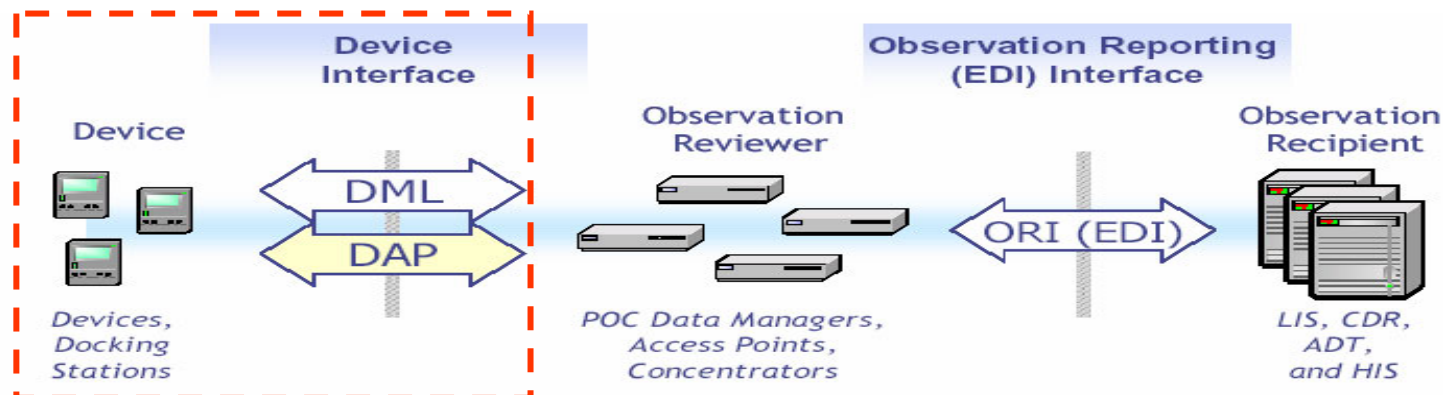 Device
Interface
Observation Reporting
(EDI) Interface
Device
Observation
Reviewer
Observation
Recipient
DML
DAP
ORI (EDI)
Devices,
Docking
Stations
POC Data Managers,
Access Points,
Concentrators
LIS, CDR,
ADT,
and HIS